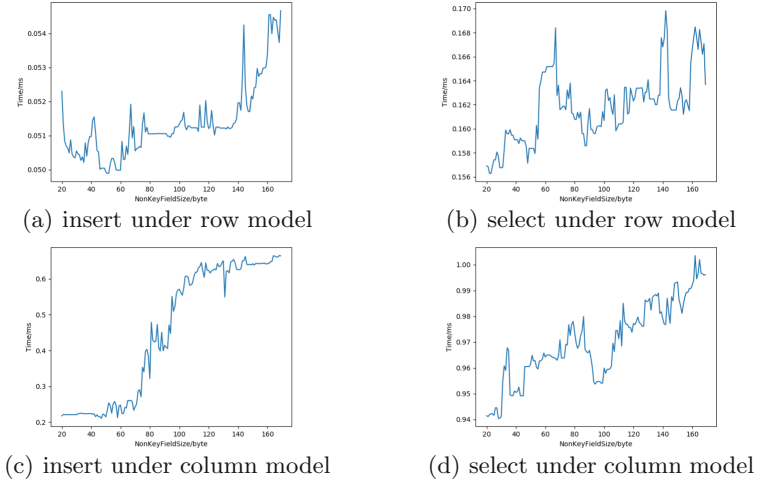 0.054
0.053
0.052
0.051
0.050
Time/ms
20 40 60 80 100 120 140 160
NonKeyFieldSize/byte
(a) insert under row model
0.170
0.168
0.166
0.164
0.162
0.160
0.158
0.156
Time/ms
20 40 60 80 100 120 140 160
NonKeyFieldSize/byte
(b) select under row model
0.6
0.5
0.4
0.3
0.2
Time/ms
20 40 60 80 100 120 140 160
NonKeyFieldSize/byte
(c) insert under column model
1.00
0.99
0.98
0.97
0.96
0.95
0.94
Time/ms
20 40 60 80 100 120 140 160
NonKeyFieldSize/byte
(d) select under column model